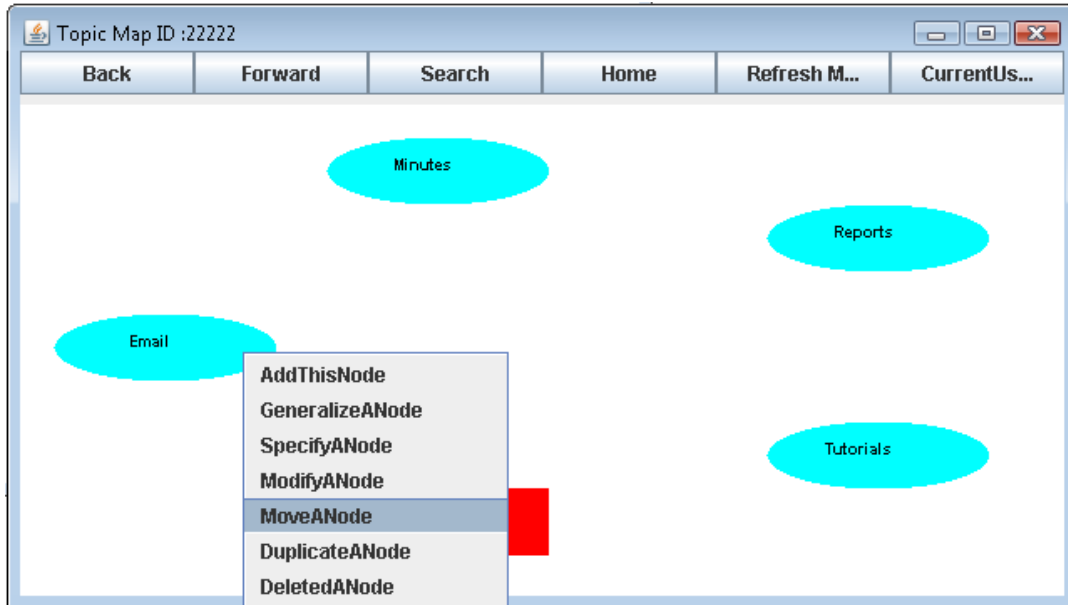 Topic Map ID :22222
Back Forward Search Home Refresh M... CurrentUs...
Minutes
Reports
Email
AddThisNode
GeneralizeANode
SpecifyANode
Tutorials
ModifyANode
MoveANode
DuplicateANode
DeletedANode